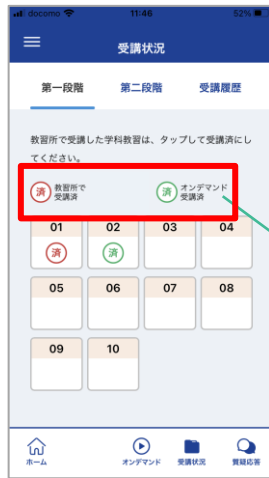 docomo 11:46 52%
受講状況
第一段階 第二段階 受講履歴
教習所で受講した学科教習は、タップして受講済にし
てください。
済 教習所で
受講済
済 オンデマンド
受講済
01 02 03 04
済 済
05 06 07 08
09 10
ホーム オンデマンド 受講状況 質疑応答